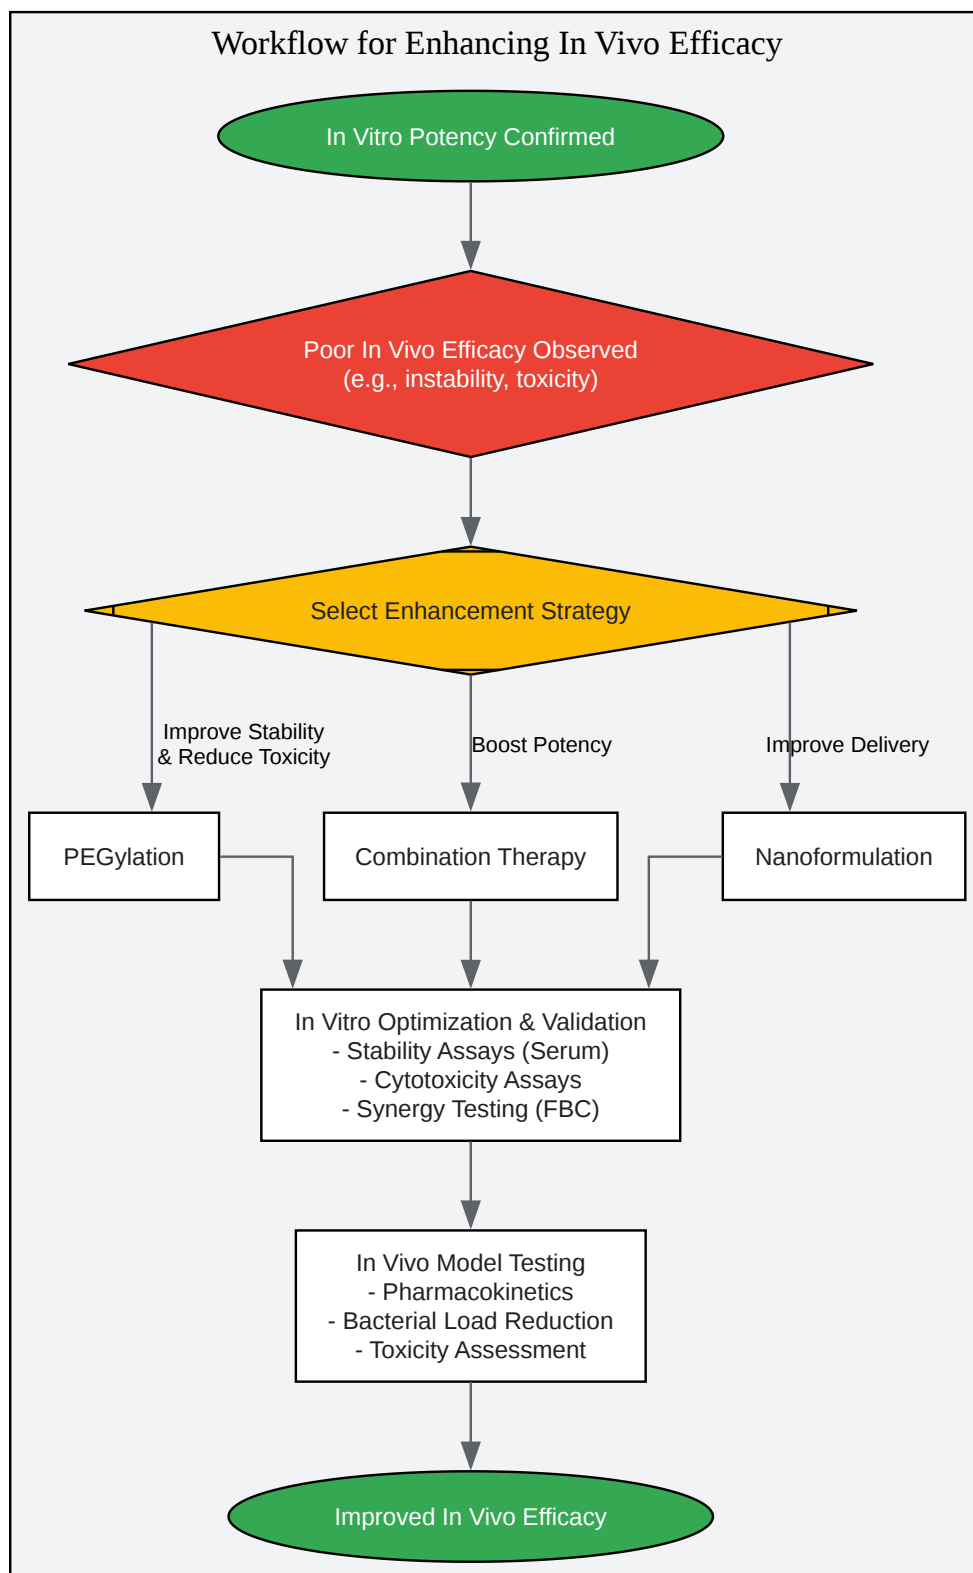 Workflow for Enhancing In Vivo Efficacy
In Vitro Potency Confirmed
Poor In Vivo Efficacy Observed
(e.g., instability, toxicity)
Select Enhancement Strategy
Improve Stability
& Reduce Toxicity
Boost Potency
Improve Delivery
PEGylation
Combination Therapy
Nanoformulation
In Vitro Optimization & Validation
- Stability Assays (Serum)
- Cytotoxicity Assays
- Synergy Testing (FBC)
In Vivo Model Testing
- Pharmacokinetics
- Bacterial Load Reduction
- Toxicity Assessment
Improved In Vivo Efficacy